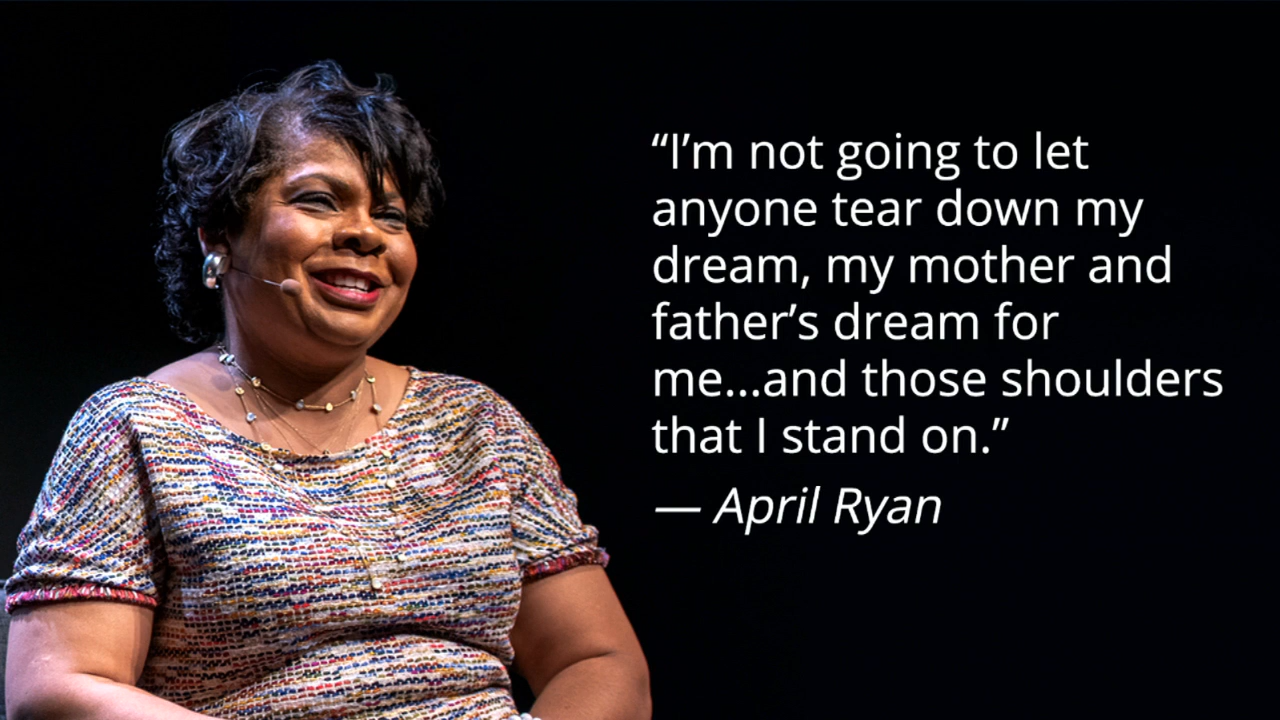 “I’m not going to let
anyone tear down my
dream, my mother and
father’s dream for
me...and those shoulders
that I stand on.”
— April Ryan